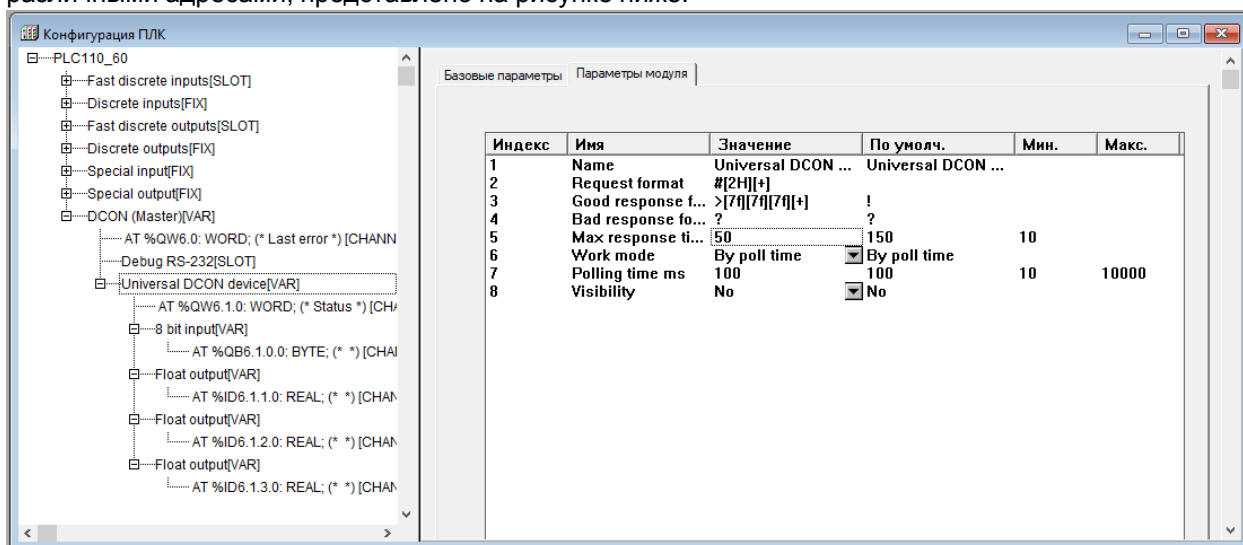 различными адресами, представлено на рисунке ниже.
Конфигурация ПЛК
PLC110_60
Fast discrete inputs[SLOT]
Discrete inputs[FIX]
Fast discrete outputs[SLOT]
Discrete outputs[FIX]
Special input[FIX]
Special output[FIX]
DCON (Master)[VAR]
AT %QW6.0: WORD; (* Last error *) [CHANN
Debug RS-232[SLOT]
Universal DCON device[VAR]
AT %QW6.1.0: WORD; (* Status *) [CHA
8 bit input[VAR]
AT %QB6.1.0.0: BYTE; (* *) [CHAI
Float output[VAR]
AT %ID6.1.1.0: REAL; (* *) [CHAN
Float output[VAR]
AT %ID6.1.2.0: REAL; (* *) [CHAN
Float output[VAR]
AT %ID6.1.3.0: REAL; (* *) [CHAN
Базовые параметры Параметры модуля
Индекс Имя Значение По умолч. Мин. Макс.
1 Name Universal DCON ... Universal DCON ...
2 Request format #[2H][+]
3 Good response f... >[7f][7f][7f][+] !
4 Bad response fo... ? ?
5 Max response ti... 50 150 10
6 Work mode By poll time By poll time
7 Polling time ms 100 100 10 10000
8 Visibility No No